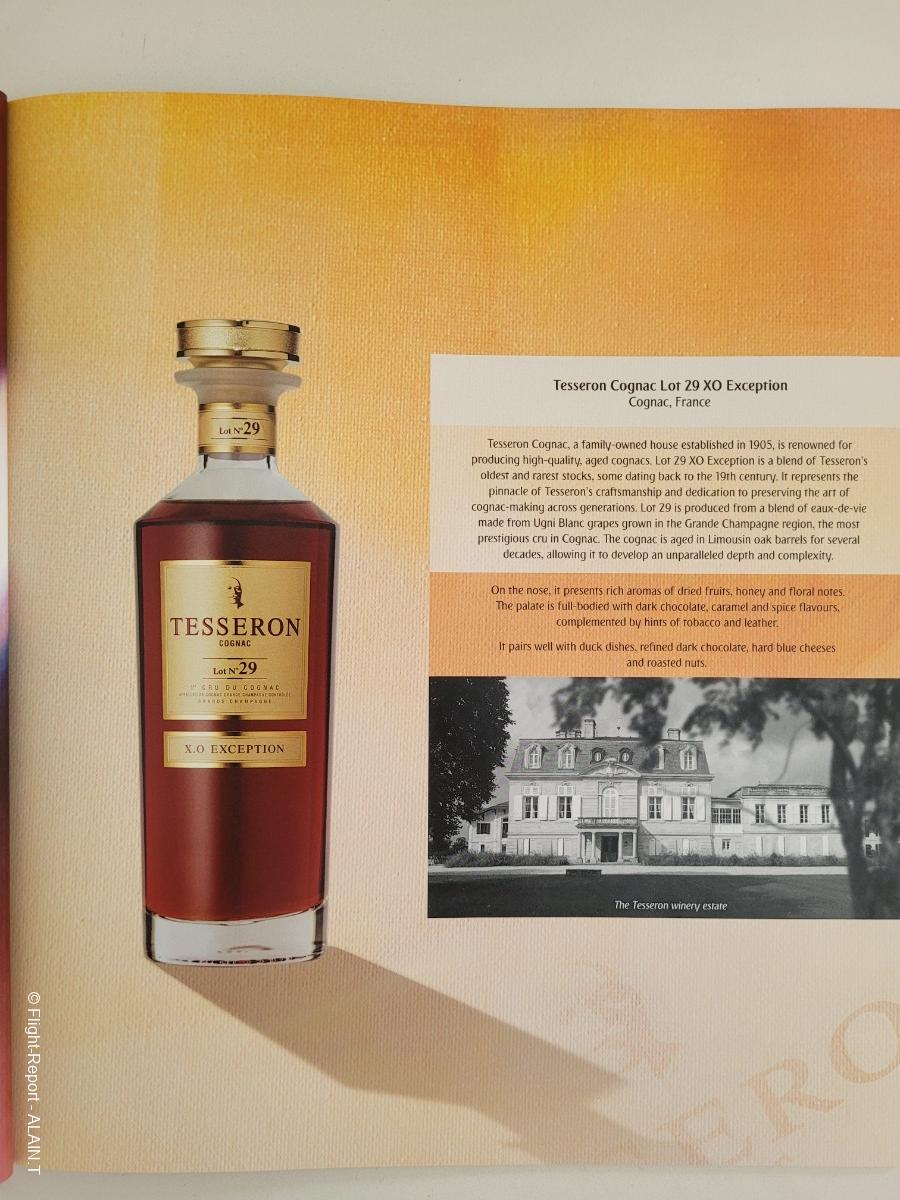 Lot Nº29
TESSERON
COGNAC
Lot Nº29
1er CRU DU COGNAC
APPELLATION COGNAC GRANDE CHAMPAGNE CONTRÔLÉE
GRANDE CHAMPAGNE
X.O EXCEPTION
Tesseron Cognac Lot 29 XO Exception
Cognac, France
Tesseron Cognac, a family-owned house established in 1905, is renowned for
producing high-quality, aged cognacs. Lot 29 XO Exception is a blend of Tesseron's
oldest and rarest stocks, some dating back to the 19th century. It represents the
pinnacle of Tesseron's craftsmanship and dedication to preserving the art of
cognac-making across generations. Lot 29 is produced from a blend of eaux-de-vie
made from Ugni Blanc grapes grown in the Grande Champagne region, the most
prestigious cru in Cognac. The cognac is aged in Limousin oak barrels for several
decades, allowing it to develop an unparalleled depth and complexity.
On the nose, it presents rich aromas of dried fruits, honey and floral notes.
The palate is full-bodied with dark chocolate, caramel and spice flavours,
complemented by hints of tobacco and leather.
It pairs well with duck dishes, refined dark chocolate, hard blue cheeses
and roasted nuts.
The Tesseron winery estate
ERO
© Flight-Report - ALAIN.T